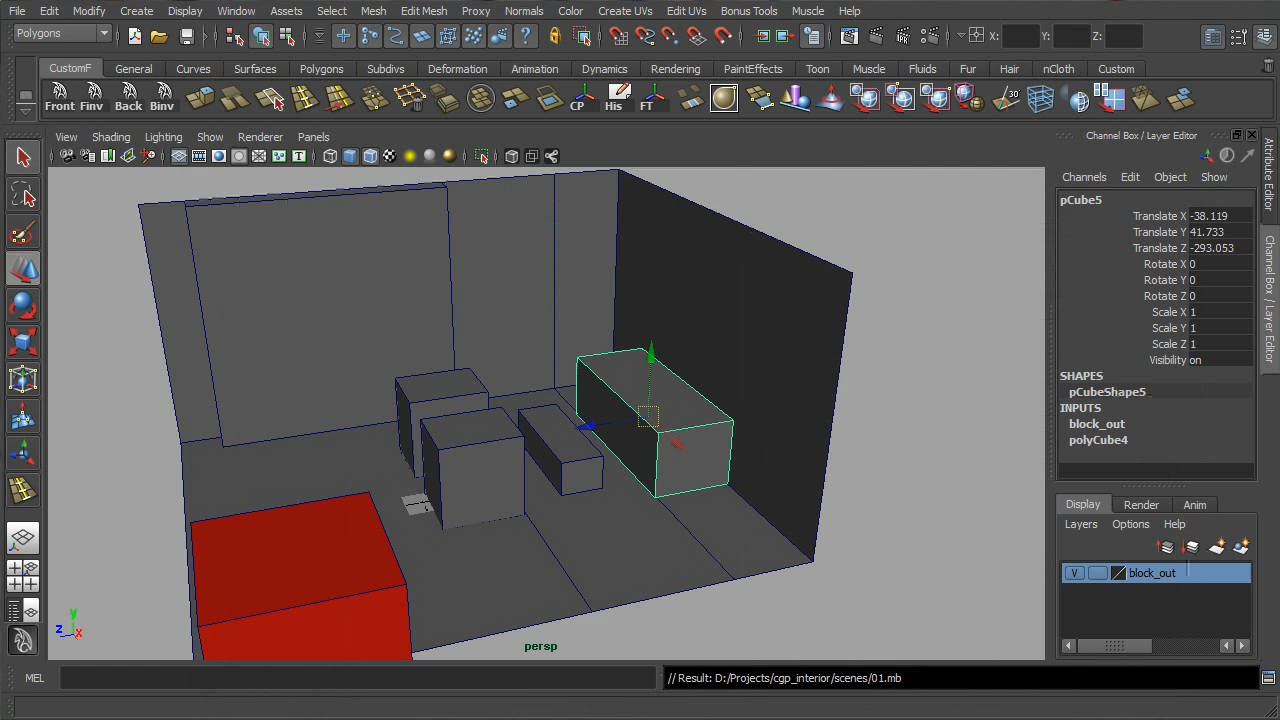 File Edit Modify Create Display Window Assets Select Mesh Edit Mesh Proxy Normals Color Create UVs Edit UVs Bonus Tools Muscle Help
Polygons X: Y: Z:
CustomF General Curves Surfaces Polygons Subdivs Deformation Animation Dynamics Rendering PaintEffects Toon Muscle Fluids Fur Hair nCloth Custom
Front Finv Back Binv CP His FT 30°
View Shading Lighting Show Renderer Panels
Channel Box / Layer Editor
Channels Edit Object Show
pCube5
Translate X -38.119
Translate Y 41.733
Translate Z -293.053
Rotate X 0
Rotate Y 0
Rotate Z 0
Scale X 1
Scale Y 1
Scale Z 1
Visibility on
SHAPES
pCubeShape5
INPUTS
block_out
polyCube4
Display Render Anim
Layers Options Help
V block_out
Attribute Editor
Channel Box / Layer Editor
y
z x
persp
MEL // Result: D:/Projects/cgp_interior/scenes/01.mb